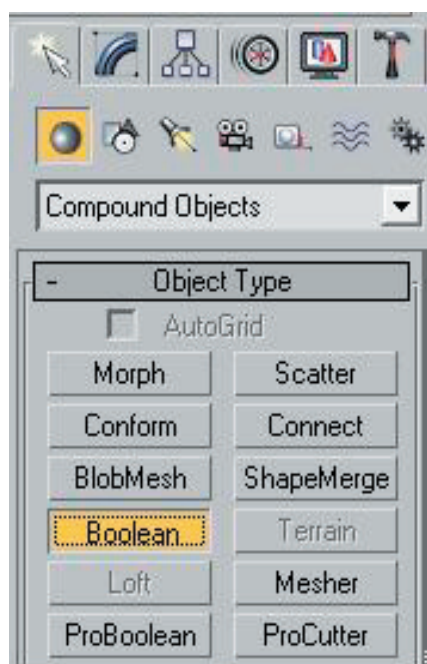 Compound Objects
- Object Type
AutoGrid
Morph Scatter
Conform Connect
BlobMesh ShapeMerge
Boolean Terrain
Loft Mesher
ProBoolean ProCutter